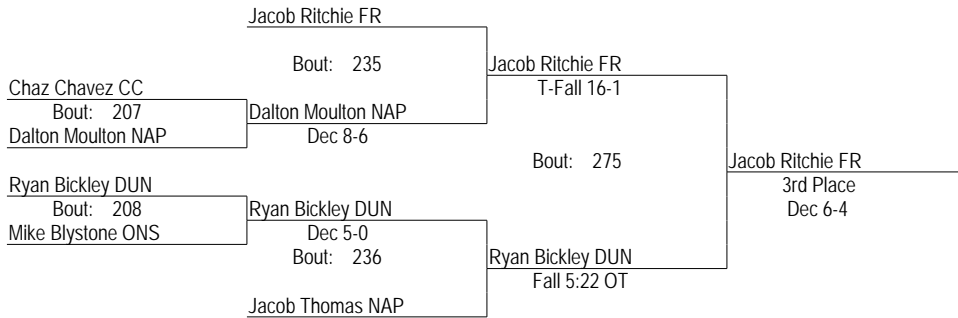 Jacob Ritchie FR
Bout: 235
Jacob Ritchie FR
T-Fall 16-1
Chaz Chavez CC
Bout: 207
Dalton Moulton NAP
Dalton Moulton NAP
Dec 8-6
Bout: 275
Jacob Ritchie FR
3rd Place
Dec 6-4
Ryan Bickley DUN
Bout: 208
Mike Blystone ONS
Ryan Bickley DUN
Dec 5-0
Bout: 236
Ryan Bickley DUN
Fall 5:22 OT
Jacob Thomas NAP